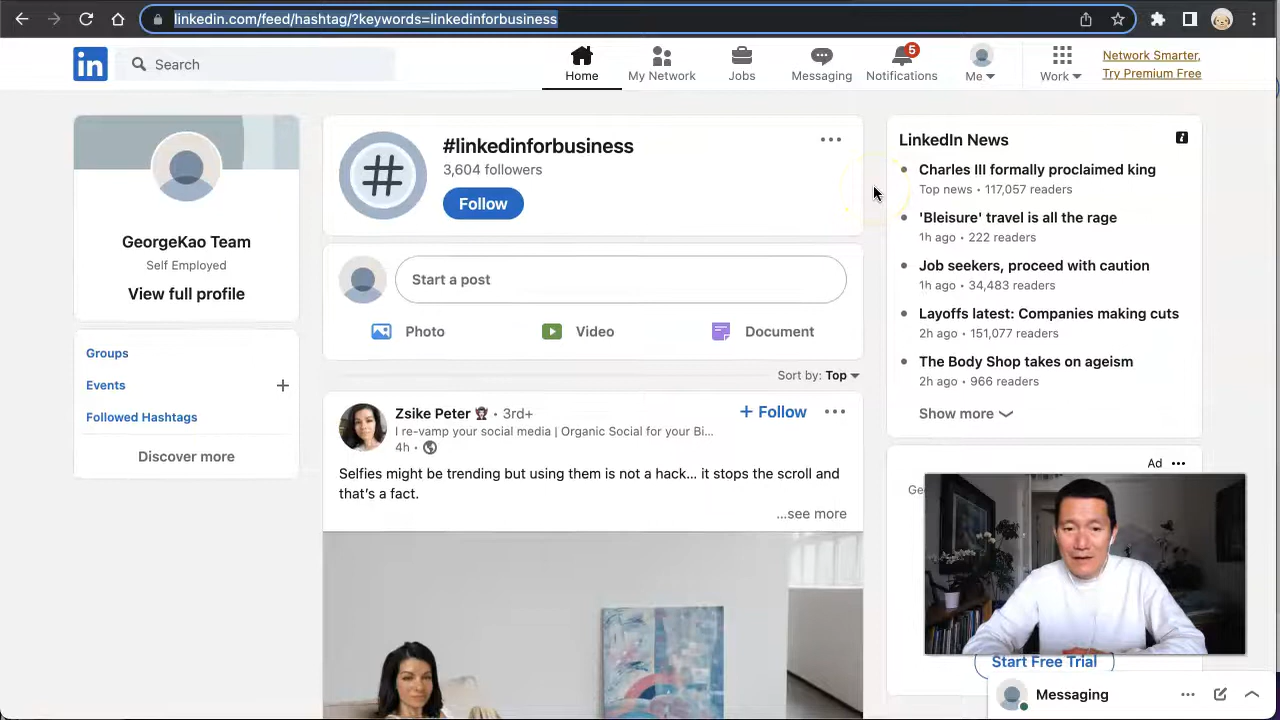 linkedin.com/feed/hashtag/?keywords=linkedinforbusiness
in
Search
Home
My Network
Jobs
Messaging
5
Notifications
Me
Work
Network Smarter,
Try Premium Free
GeorgeKao Team
Self Employed
View full profile
Groups
Events
Followed Hashtags
Discover more
#
#linkedinforbusiness
3,604 followers
Follow
Start a post
Photo
Video
Document
Sort by: Top
Zsike Peter • 3rd+
I re-vamp your social media | Organic Social for your Bi...
4h •
+ Follow
Selfies might be trending but using them is not a hack... it stops the scroll and
that's a fact.
...see more
LinkedIn News
Charles III formally proclaimed king
Top news • 117,057 readers
'Bleisure' travel is all the rage
1h ago • 222 readers
Job seekers, proceed with caution
1h ago • 34,483 readers
Layoffs latest: Companies making cuts
2h ago • 151,077 readers
The Body Shop takes on ageism
2h ago • 966 readers
Show more
Ad
Start Free Trial
Messaging